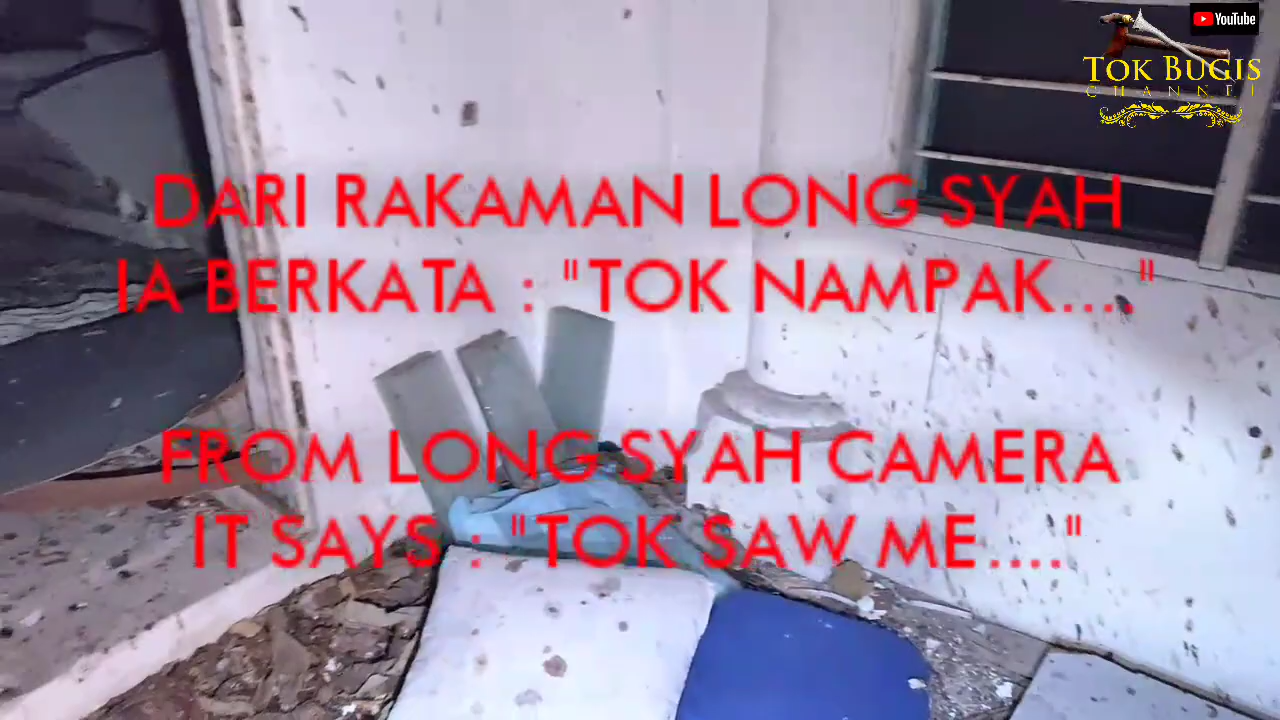 YouTube
TOK BUGIS
CHANNEL
DARI RAKAMAN LONG SYAH
IA BERKATA : "TOK NAMPAK...."
FROM LONG SYAH CAMERA
IT SAYS : "TOK SAW ME...."